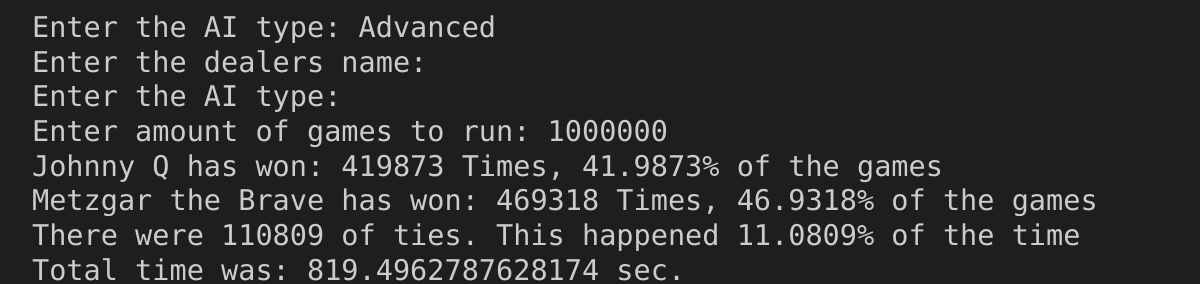 Enter the AI type: Advanced
Enter the dealers name:
Enter the AI type:
Enter amount of games to run: 1000000
Johnny Q has won: 419873 Times, 41.9873% of the games
Metzgar the Brave has won: 469318 Times, 46.9318% of the games
There were 110809 of ties. This happened 11.0809% of the time
Total time was: 819.4962787628174 sec.